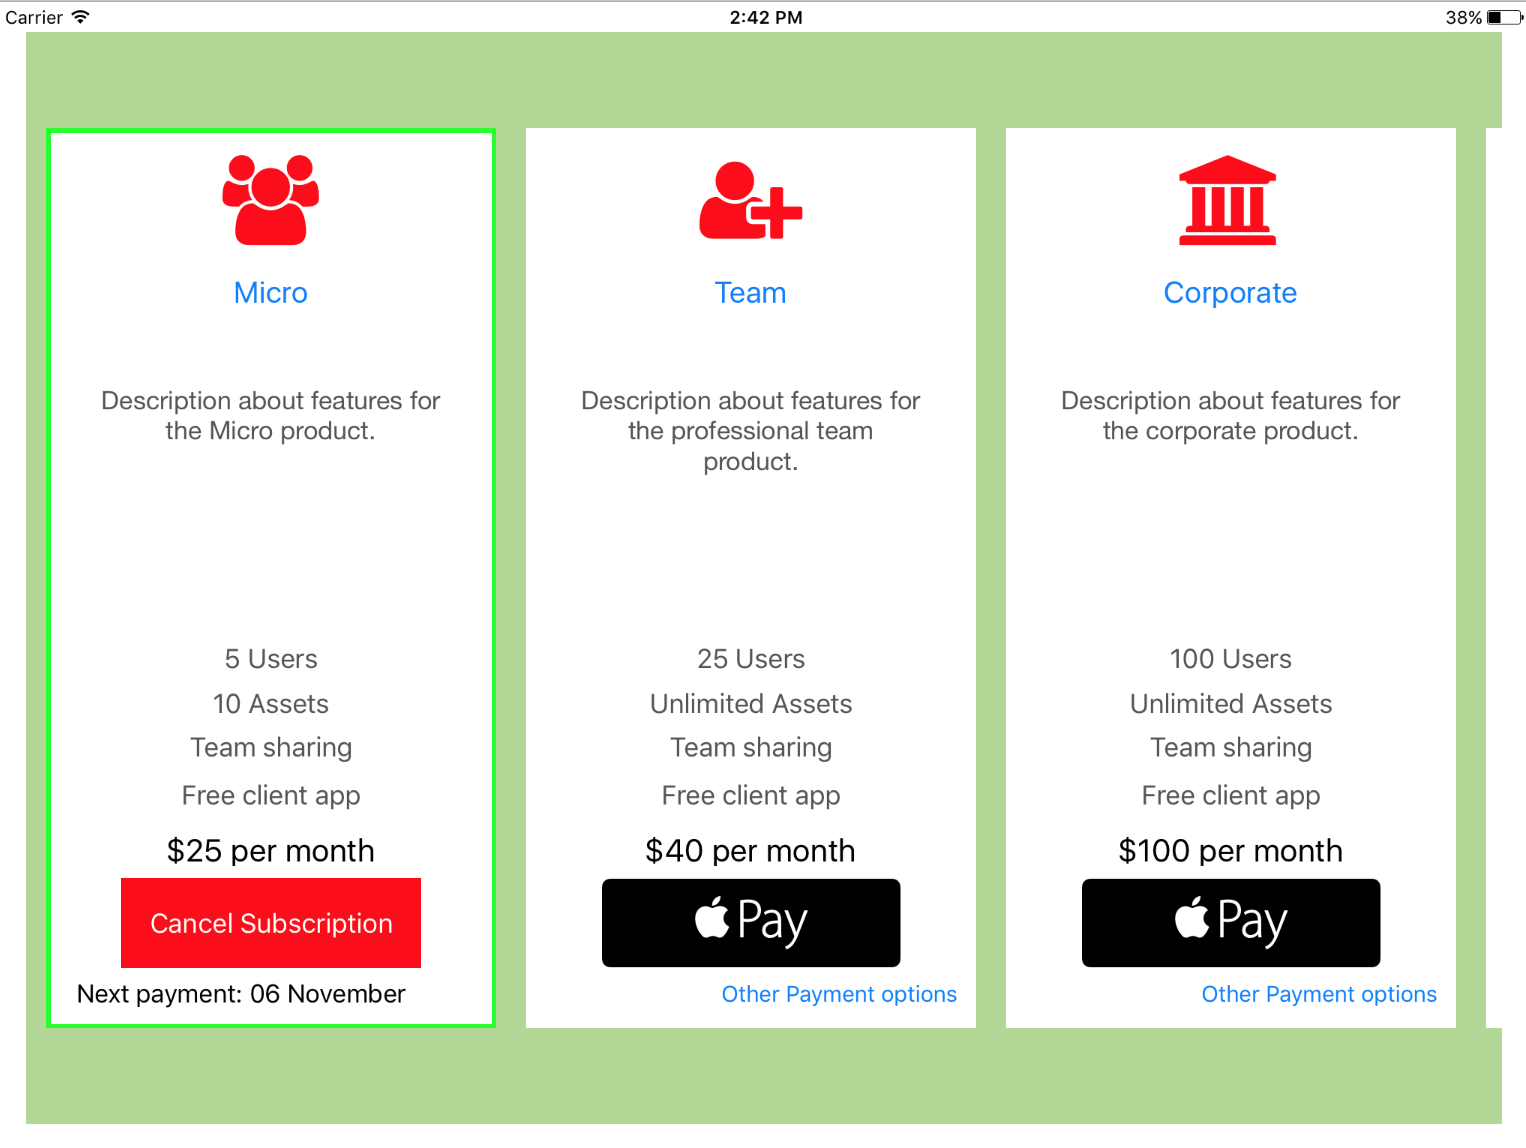 Carrier
2:42 PM
38%
Micro
Description about features for
the Micro product.
5 Users
10 Assets
Team sharing
Free client app
$25 per month
Cancel Subscription
Next payment: 06 November
Team
Description about features for
the professional team
product.
25 Users
Unlimited Assets
Team sharing
Free client app
$40 per month
Pay
Other Payment options
Corporate
Description about features for
the corporate product.
100 Users
Unlimited Assets
Team sharing
Free client app
$100 per month
Pay
Other Payment options